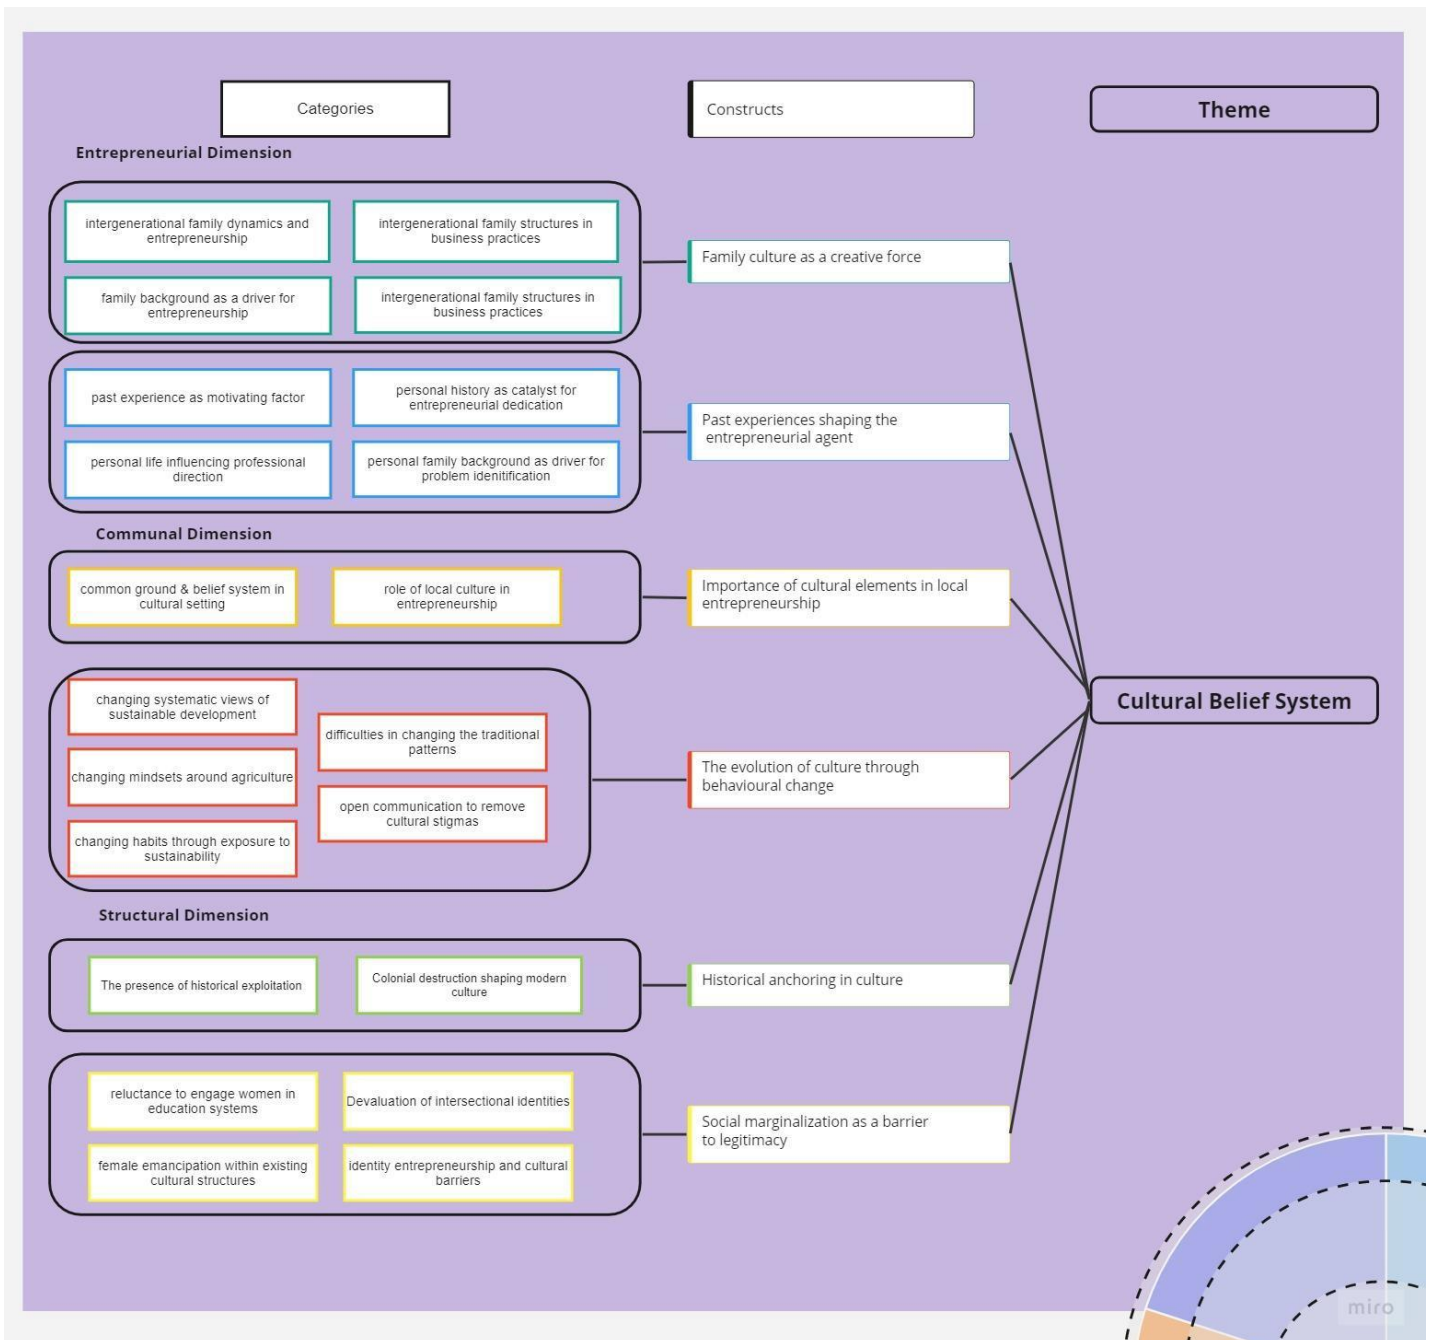 Categories
Constructs
Theme
Entrepreneurial Dimension
intergenerational family dynamics and
entrepreneurship
intergenerational family structures in
business practices
family background as a driver for
entrepreneurship
intergenerational family structures in
business practices
Family culture as a creative force
past experience as motivating factor
personal history as catalyst for
entrepreneurial dedication
personal life influencing professional
direction
personal family background as driver for
problem idenitification
Past experiences shaping the
entrepreneurial agent
Communal Dimension
common ground & belief system in
cultural setting
role of local culture in
entrepreneurship
Importance of cultural elements in local
entrepreneurship
changing systematic views of
sustainable development
difficulties in changing the traditional
patterns
changing mindsets around agriculture
open communication to remove
cultural stigmas
changing habits through exposure to
sustainability
The evolution of culture through
behavioural change
Cultural Belief System
Structural Dimension
The presence of historical exploitation
Colonial destruction shaping modern
culture
Historical anchoring in culture
reluctance to engage women in
education systems
Devaluation of intersectional identities
female emancipation within existing
cultural structures
identity entrepreneurship and cultural
barriers
Social marginalization as a barrier
to legitimacy
miro